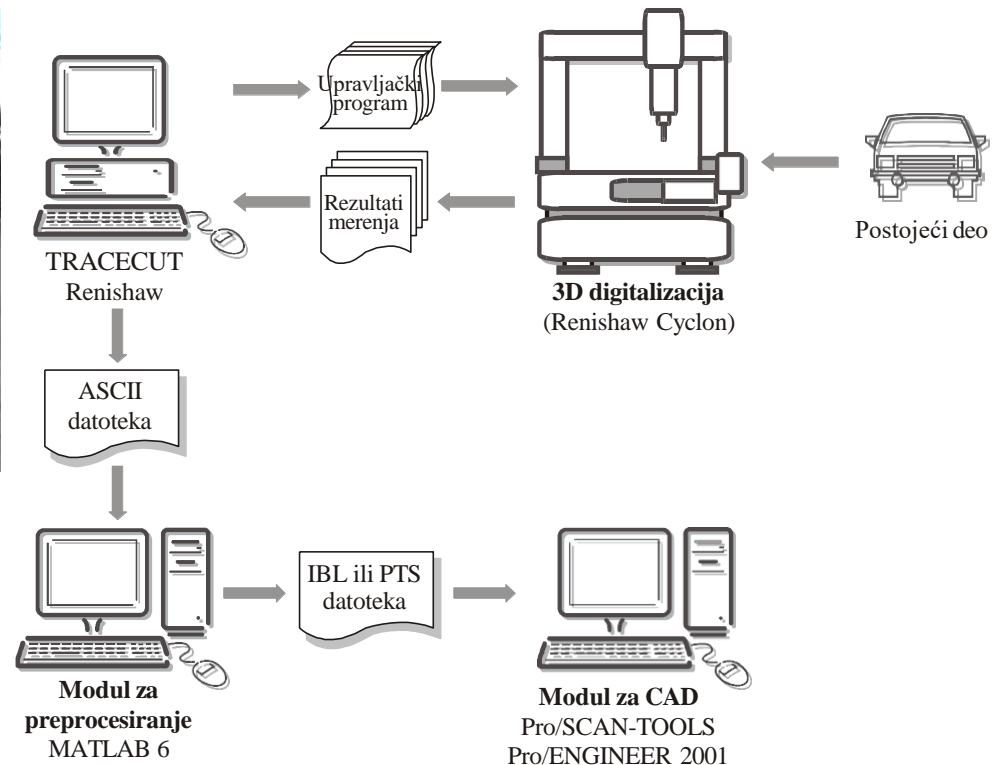 Upravljački
program
Rezultati
merenja
Postojeći deo
TRACECUT
Renishaw
3D digitalizacija
(Renishaw Cyclon)
ASCII
datoteka
IBL ili PTS
datoteka
Modul za
preprocesiranje
MATLAB 6
Modul za CAD
Pro/SCAN-TOOLS
Pro/ENGINEER 2001